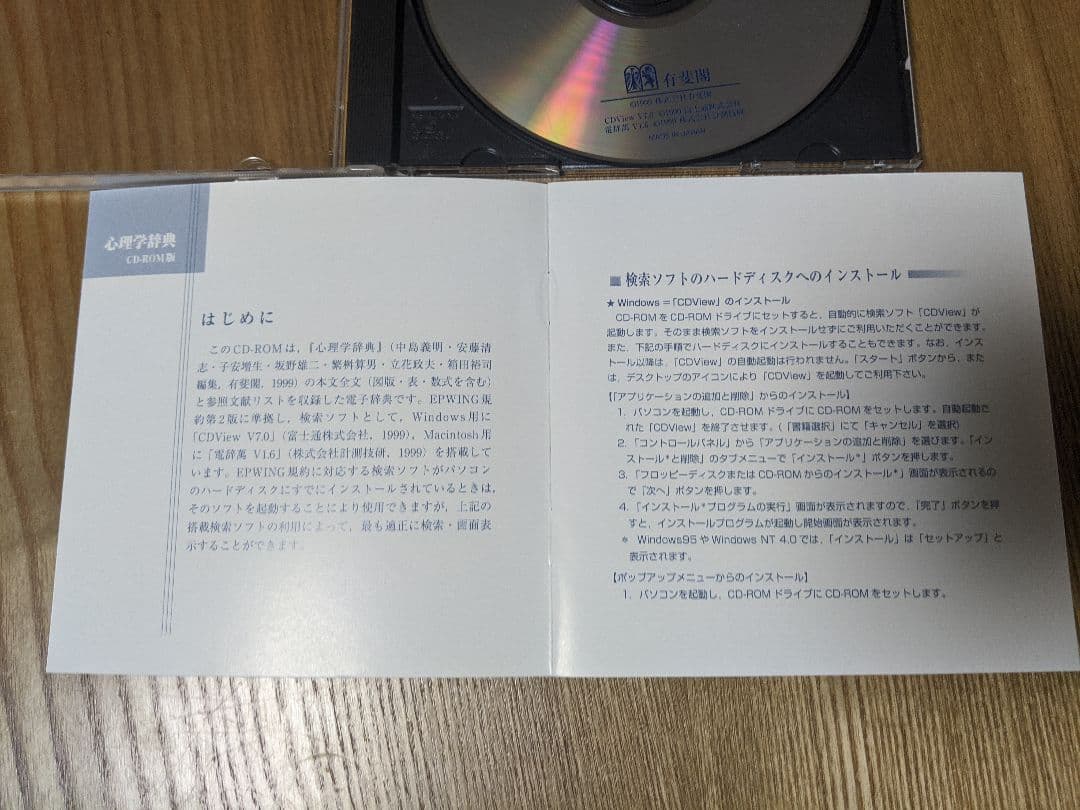 有斐閣
©1999 株式会社有斐閣
CDView V7.0 ©1999 富士通株式会社
電辞萬 V1.6 ©1999 株式会社計測技研
心理学辞典
CD-ROM版
はじめに
このCD-ROMは,『心理学辞典』(中島義明・安藤清
志・子安増生・坂野雄二・繁桝算男・立花政夫・箱田裕司
編集, 有斐閣, 1999) の本文全文 (図版・表・数式を含む)
と参照文献リストを収録した電子辞典です。EPWING規
約第2版に準拠し, 検索ソフトとして, Windows用に
「CDView V7.0」(富士通株式会社, 1999), Macintosh用
に「電辞萬 V1.6」(株式会社計測技研, 1999) を搭載して
います。EPWING規約に対応する検索ソフトがパソコン
のハードディスクにすでにインストールされているときは,
そのソフトを起動することにより使用できますが, 上記の
搭載検索ソフトの利用によって, 最も適正に検索・画面表
示することができます。
■検索ソフトのハードディスクへのインストール
★ Windows =「CDView」のインストール
CD-ROMをCD-ROMドライブにセットすると, 自動的に検索ソフト「CDView」が
起動します。そのまま検索ソフトをインストールせずにご利用いただくことができます。
また, 下記の手順でハードディスクにインストールすることもできます。なお, インス
トール以降は,「CDView」の自動起動は行われません。「スタート」ボタンから, また
は, デスクトップのアイコンにより「CDView」を起動してご利用下さい。
【「アプリケーションの追加と削除」からのインストール】
1. パソコンを起動し, CD-ROMドライブにCD-ROMをセットします。自動起動さ
れた「CDView」を終了させます。(「書籍選択」にて「キャンセル」を選択)
2.「コントロールパネル」から「アプリケーションの追加と削除」を選びます。「イン
ストール*と削除」のタブメニューで「インストール*」ボタンを押します。
3.「フロッピーディスクまたはCD-ROMからのインストール*」画面が表示されるの
で「次へ」ボタンを押します。
4.「インストール*プログラムの実行」画面が表示されますので,「完了」ボタンを押
すと, インストールプログラムが起動し開始画面が表示されます。
* Windows95やWindows NT 4.0では,「インストール」は「セットアップ」と
表示されます。
【ポップアップメニューからのインストール】
1. パソコンを起動し, CD-ROMドライブにCD-ROMをセットします。